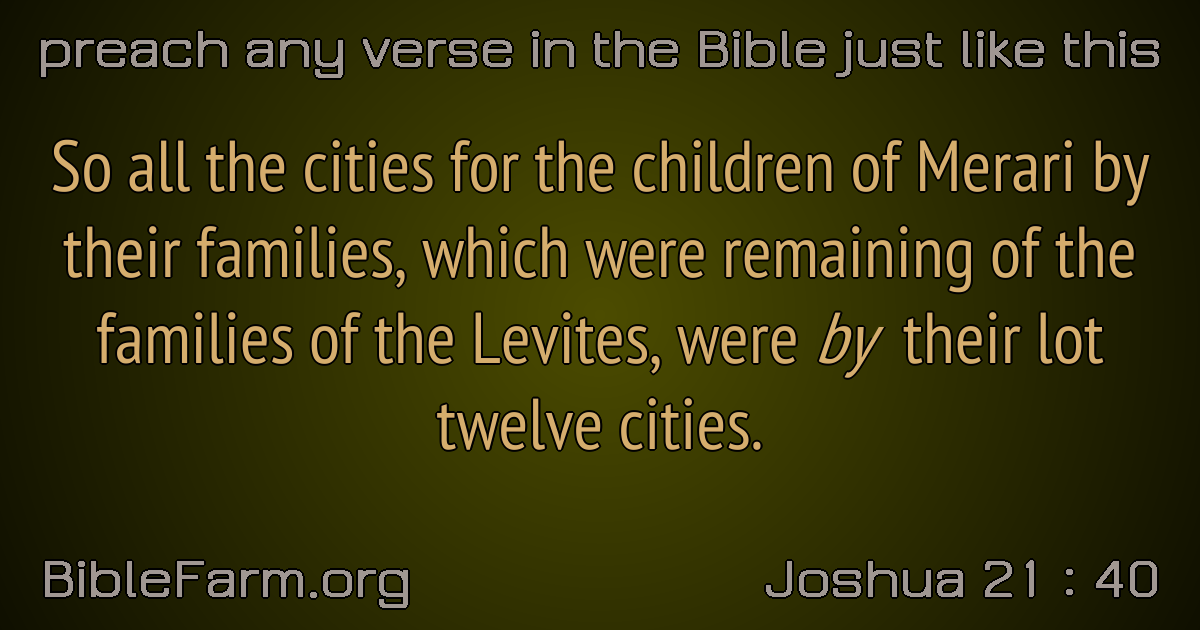 preach any verse in the Bible just like this
So all the cities for the children of Merari by
their families, which were remaining of the
families of the Levites, were by their lot
twelve cities.
BibleFarm.org
Joshua 21 : 40